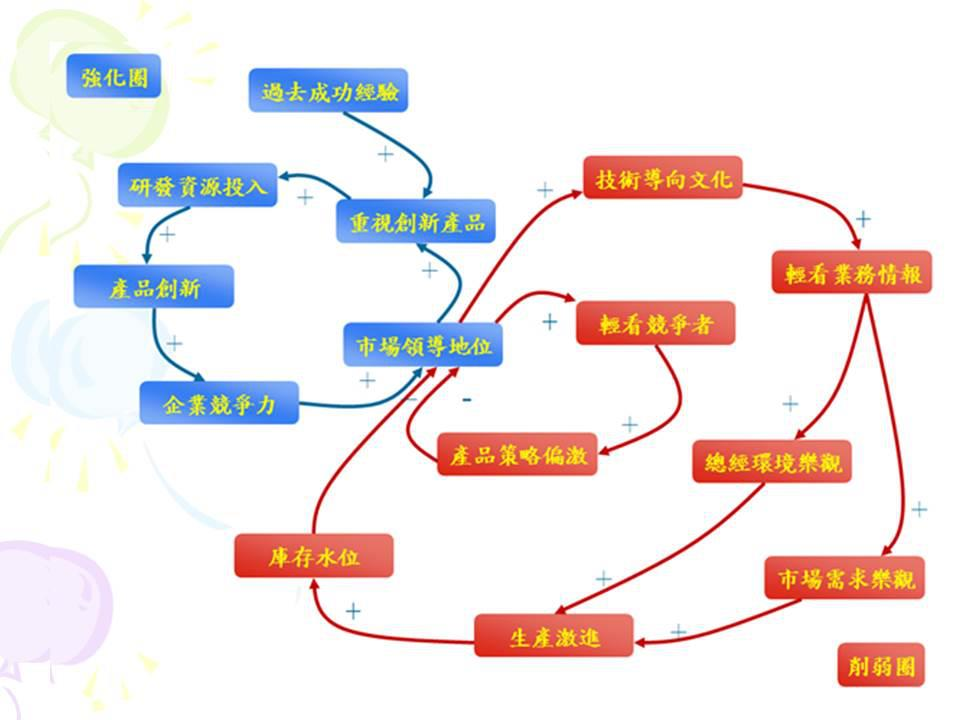 強化圈
過去成功經驗
+
技術導向文化
研發資源投入
+
+
重視創新產品
+
+
輕看業務情報
產品創新
+
+
輕看競爭者
市場領導地位
+
+
企業競爭力
-
-
+
+
產品策略偏激
總經環境樂觀
+
庫存水位
市場需求樂觀
+
+
生產激進
+
削弱圈